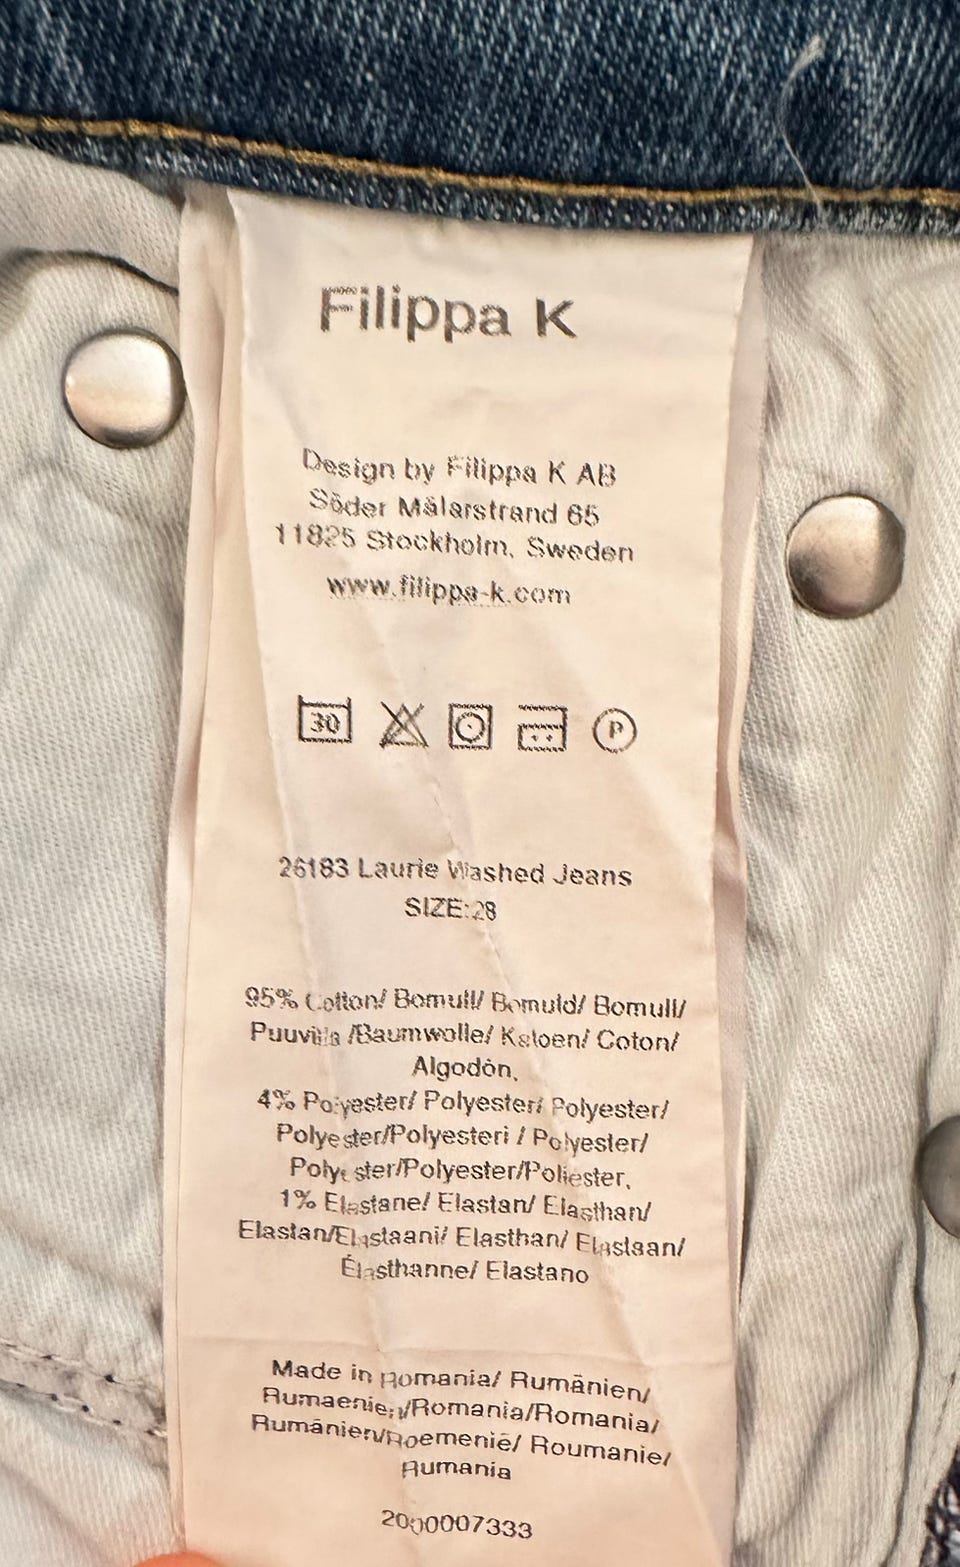 Filippa K
Design by Filippa K AB
Söder Mälarstrand 65
11825 Stockholm, Sweden
www.filippa-k.com
30 P
26183 Laurie Washed Jeans
SIZE:28
95% Cotton/ Bomull/ Bomuld/ Bomull/
Puuvilla /Baumwolle/ Katoen/ Coton/
Algodón,
4% Polyester/ Polyester/ Polyester/
Polyester/Polyesteri / Polyester/
Polyester/Polyester/Poliester,
1% Elastane/ Elastan/ Elasthan/
Elastan/Elastaani/ Elasthan/ Elastaan/
Élasthanne/ Elastano
Made in Romania/ Rumänien/
Rumaenien/Romania/Romania/
Rumänien/Roemenië/ Roumanie/
Rumania
2000007333